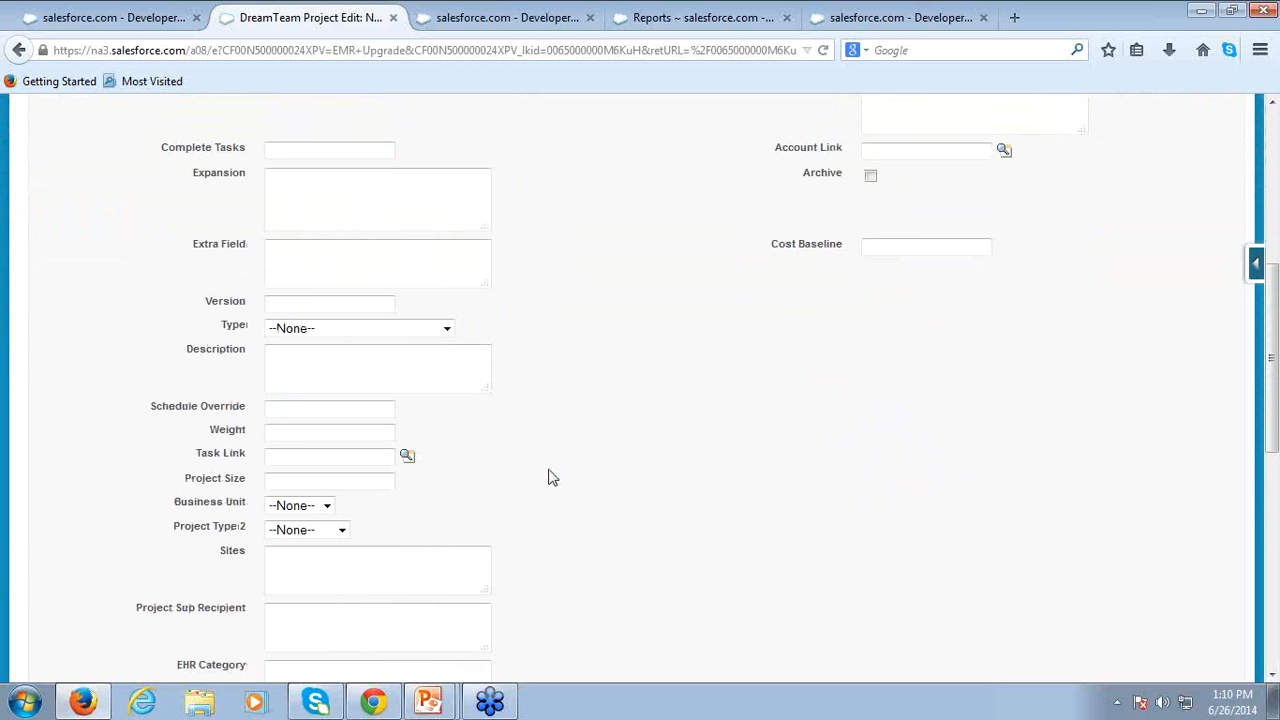 salesforce.com - Developer...
DreamTeam Project Edit: N...
salesforce.com - Developer...
Reports ~ salesforce.com -...
salesforce.com - Developer...
https://na3.salesforce.com/a08/e?CF00N500000024XPV=EMR+Upgrade&CF00N500000024XPV_lkid=0065000000M6KuH&retURL=%2F0065000000M6Ku
Google
Getting Started
Most Visited
Complete Tasks
Account Link
Expansion
Archive
Extra Field
Cost Baseline
Version
Type
--None--
Description
Schedule Override
Weight
Task Link
Project Size
Business Unit
--None--
Project Type 2
--None--
Sites
Project Sup Recipient
EHR Category
1:10 PM
6/26/2014